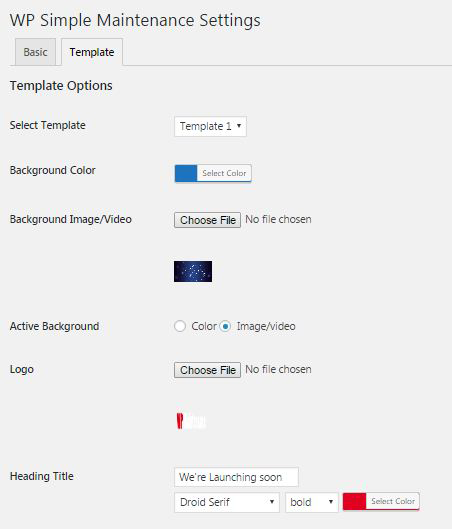 WP Simple Maintenance Settings
Basic Template
Template Options
Select Template Template 1
Background Color Select Color
Background Image/Video Choose File No file chosen
Active Background Color Image/video
Logo Choose File No file chosen
Heading Title We're Launching soon
Droid Serif bold Select Color